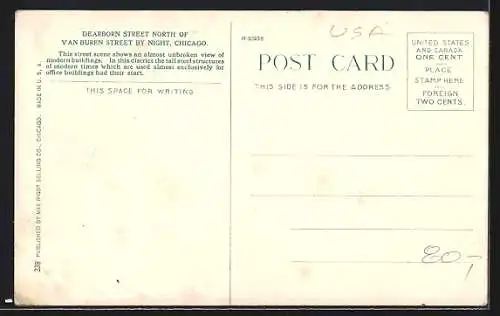 DEARBORN STREET NORTH OF
VAN BUREN STREET BY NIGHT, CHICAGO.
This street scene shows an almost unbroken view of
modern buildings. In this district the tall steel structures
of modern times which are used almost exclusively for
office buildings had their start.
THIS SPACE FOR WRITING
238 PUBLISHED BY MAX RIGOT SELLING CO., CHICAGO. MADE IN U. S. A.
USA
POST CARD
THIS SIDE IS FOR THE ADDRESS
UNITED STATES
AND CANADA
ONE CENT
PLACE
STAMP HERE
FOREIGN
TWO CENTS.
20,-